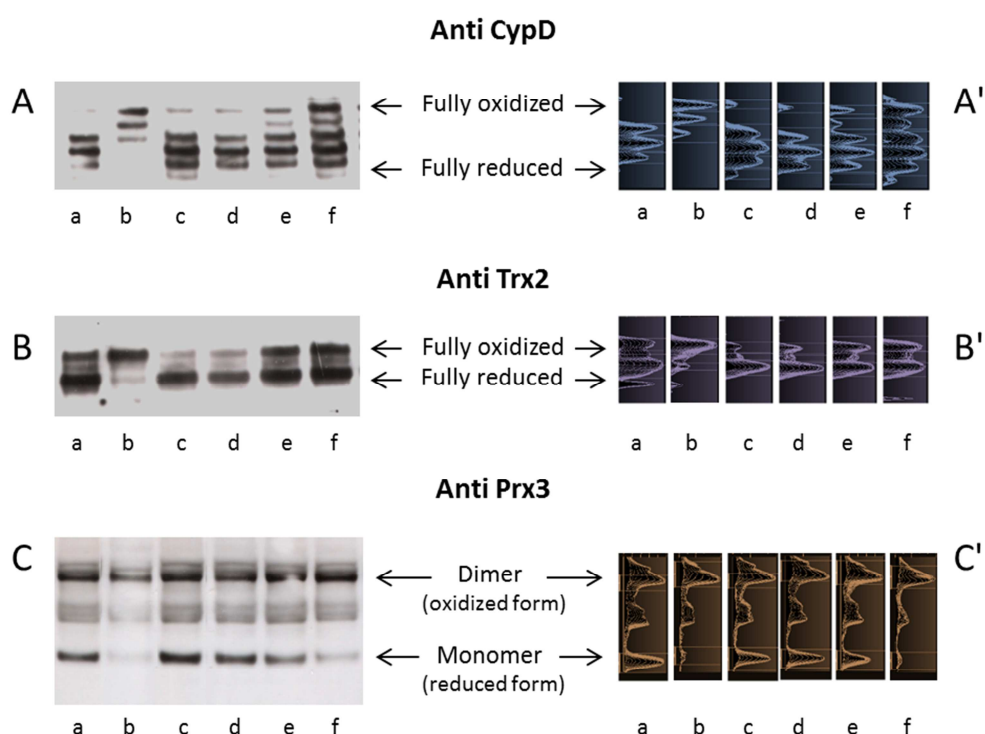 Anti CypD
A
Fully oxidized
Fully reduced
A'
a b c d e f
a b c d e f
Anti Trx2
B
Fully oxidized
Fully reduced
B'
a b c d e f
a b c d e f
Anti Prx3
C
Dimer
(oxidized form)
Monomer
(reduced form)
C'
a b c d e f
a b c d e f